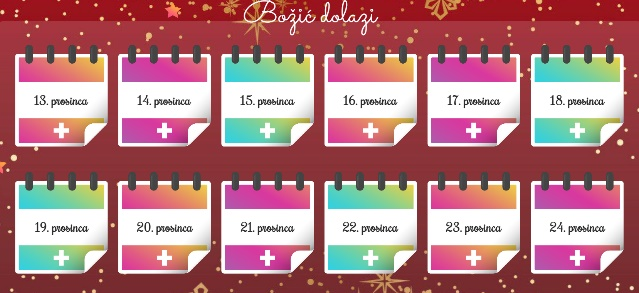 Božić dolazi
13. prosinca
14. prosinca
15. prosinca
16. prosinca
17. prosinca
18. prosinca
19. prosinca
20. prosinca
21. prosinca
22. prosinca
23. prosinca
24. prosinca